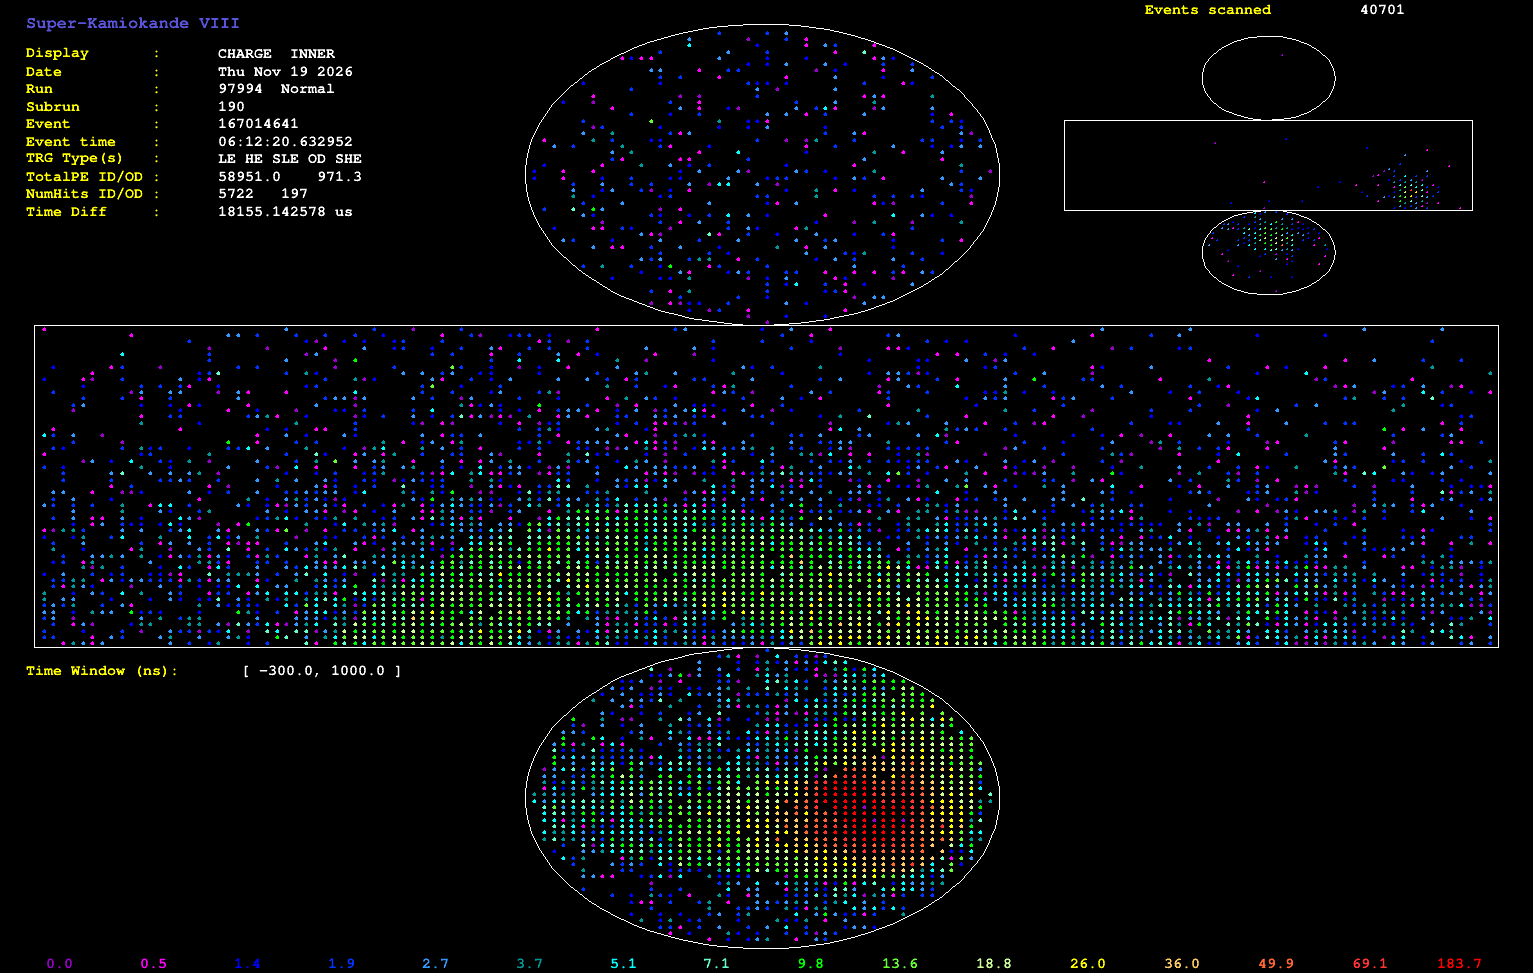 Super-Kamiokande VIII
Events scanned 40701
Display : CHARGE INNER
Date : Thu Nov 19 2026
Run : 97994 Normal
Subrun : 190
Event : 167014641
Event time : 06:12:20.632952
TRG Type(s) : LE HE SLE OD SHE
TotalPE ID/OD : 58951.0 971.3
NumHits ID/OD : 5722 197
Time Diff : 18155.142578 us
Time Window (ns): [ −300.0, 1000.0 ]
0.0 0.5 1.4 1.9 2.7 3.7 5.1 7.1 9.8 13.6 18.8 26.0 36.0 49.9 69.1 183.7